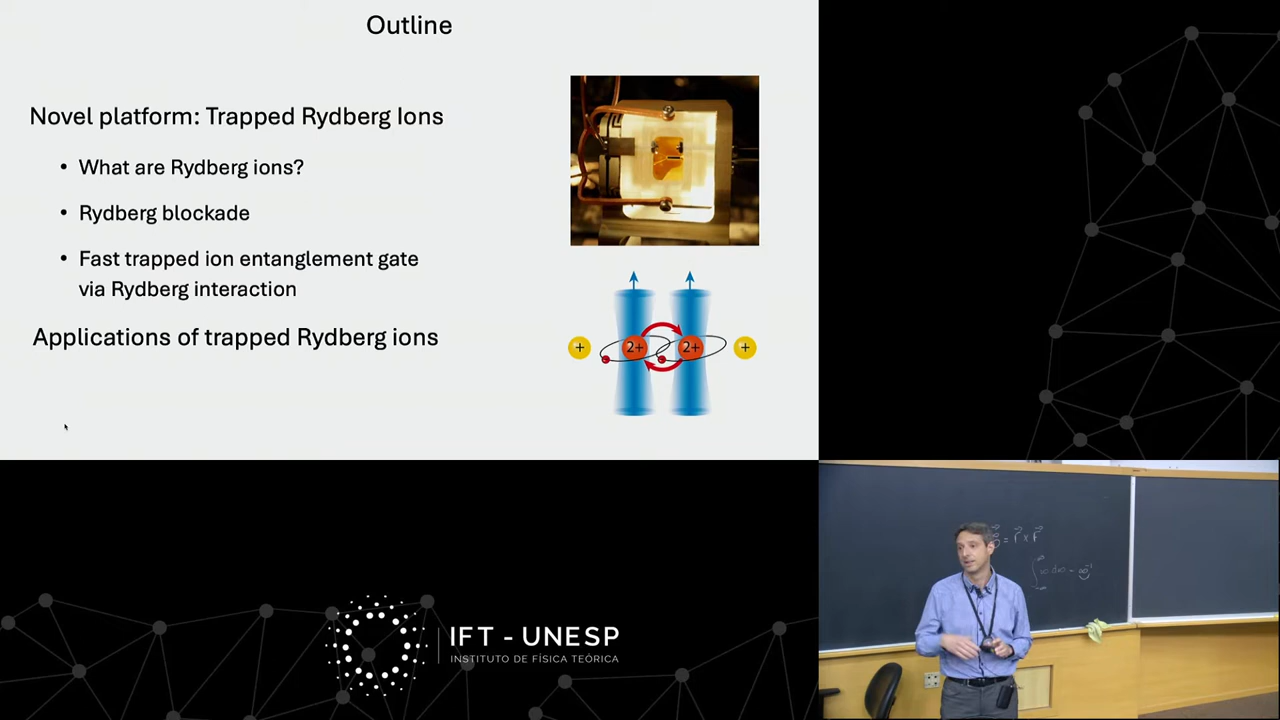 Outline
Novel platform: Trapped Rydberg Ions
• What are Rydberg ions?
• Rydberg blockade
• Fast trapped ion entanglement gate
via Rydberg interaction
Applications of trapped Rydberg ions
+ 2+ 2+ +
IFT - UNESP
INSTITUTO DE FÍSICA TEÓRICA